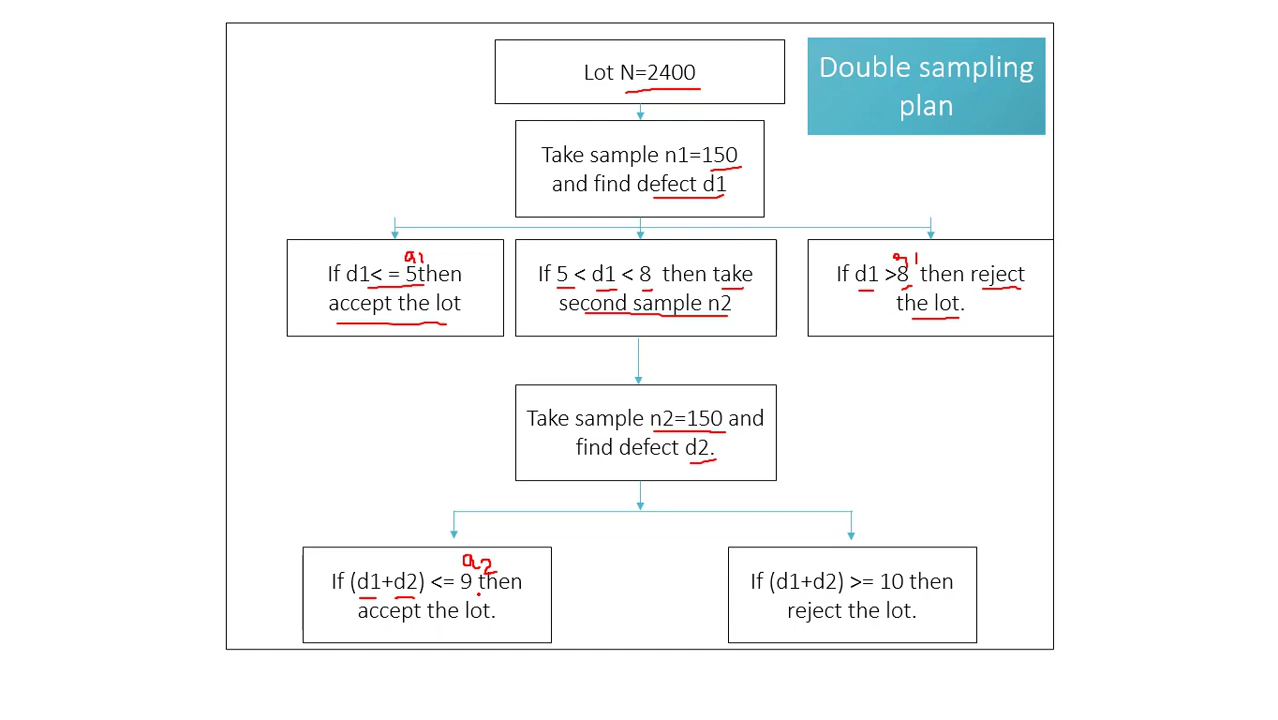 Double sampling
plan
Lot N=2400
Take sample n1=150
and find defect d1
a1
If d1< = 5then
accept the lot
If 5 < d1 < 8 then take
second sample n2
If d1 >8 then reject
the lot.
Take sample n2=150 and
find defect d2.
a2
If (d1+d2) <= 9 then
accept the lot.
If (d1+d2) >= 10 then
reject the lot.